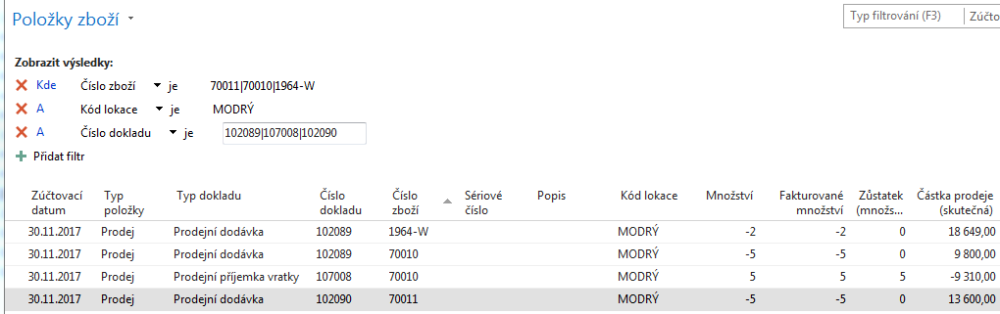 Položky zboží
Typ filtrování (F3) Zúčto
Zobrazit výsledky:
Kde Číslo zboží je 70011|70010|1964-W
A Kód lokace je MODRÝ
A Číslo dokladu je 102089|107008|102090
Přidat filtr
Zúčtovací datum Typ položky Typ dokladu Číslo dokladu Číslo zboží Sériové číslo Popis Kód lokace Množství Fakturované množství Zůstatek (množs... Částka prodeje (skutečná)
30.11.2017 Prodej Prodejní dodávka 102089 1964-W MODRÝ -2 -2 0 18 649,00
30.11.2017 Prodej Prodejní dodávka 102089 70010 MODRÝ -5 -5 0 9 800,00
30.11.2017 Prodej Prodejní příjemka vratky 107008 70010 MODRÝ 5 5 5 -9 310,00
30.11.2017 Prodej Prodejní dodávka 102090 70011 MODRÝ -5 -5 0 13 600,00